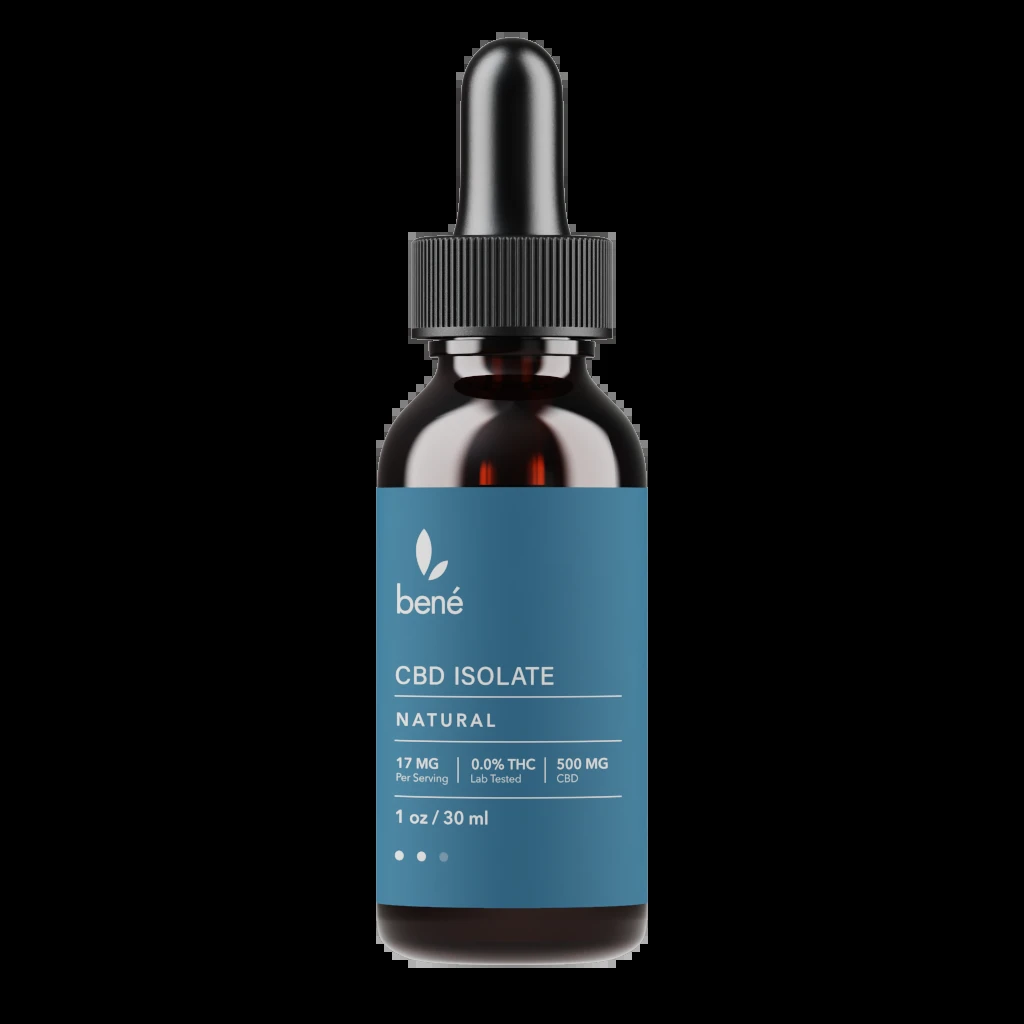 bené
CBD ISOLATE
NATURAL
17 MG 0.0% THC 500 MG
Per Serving Lab Tested CBD
1 oz / 30 ml